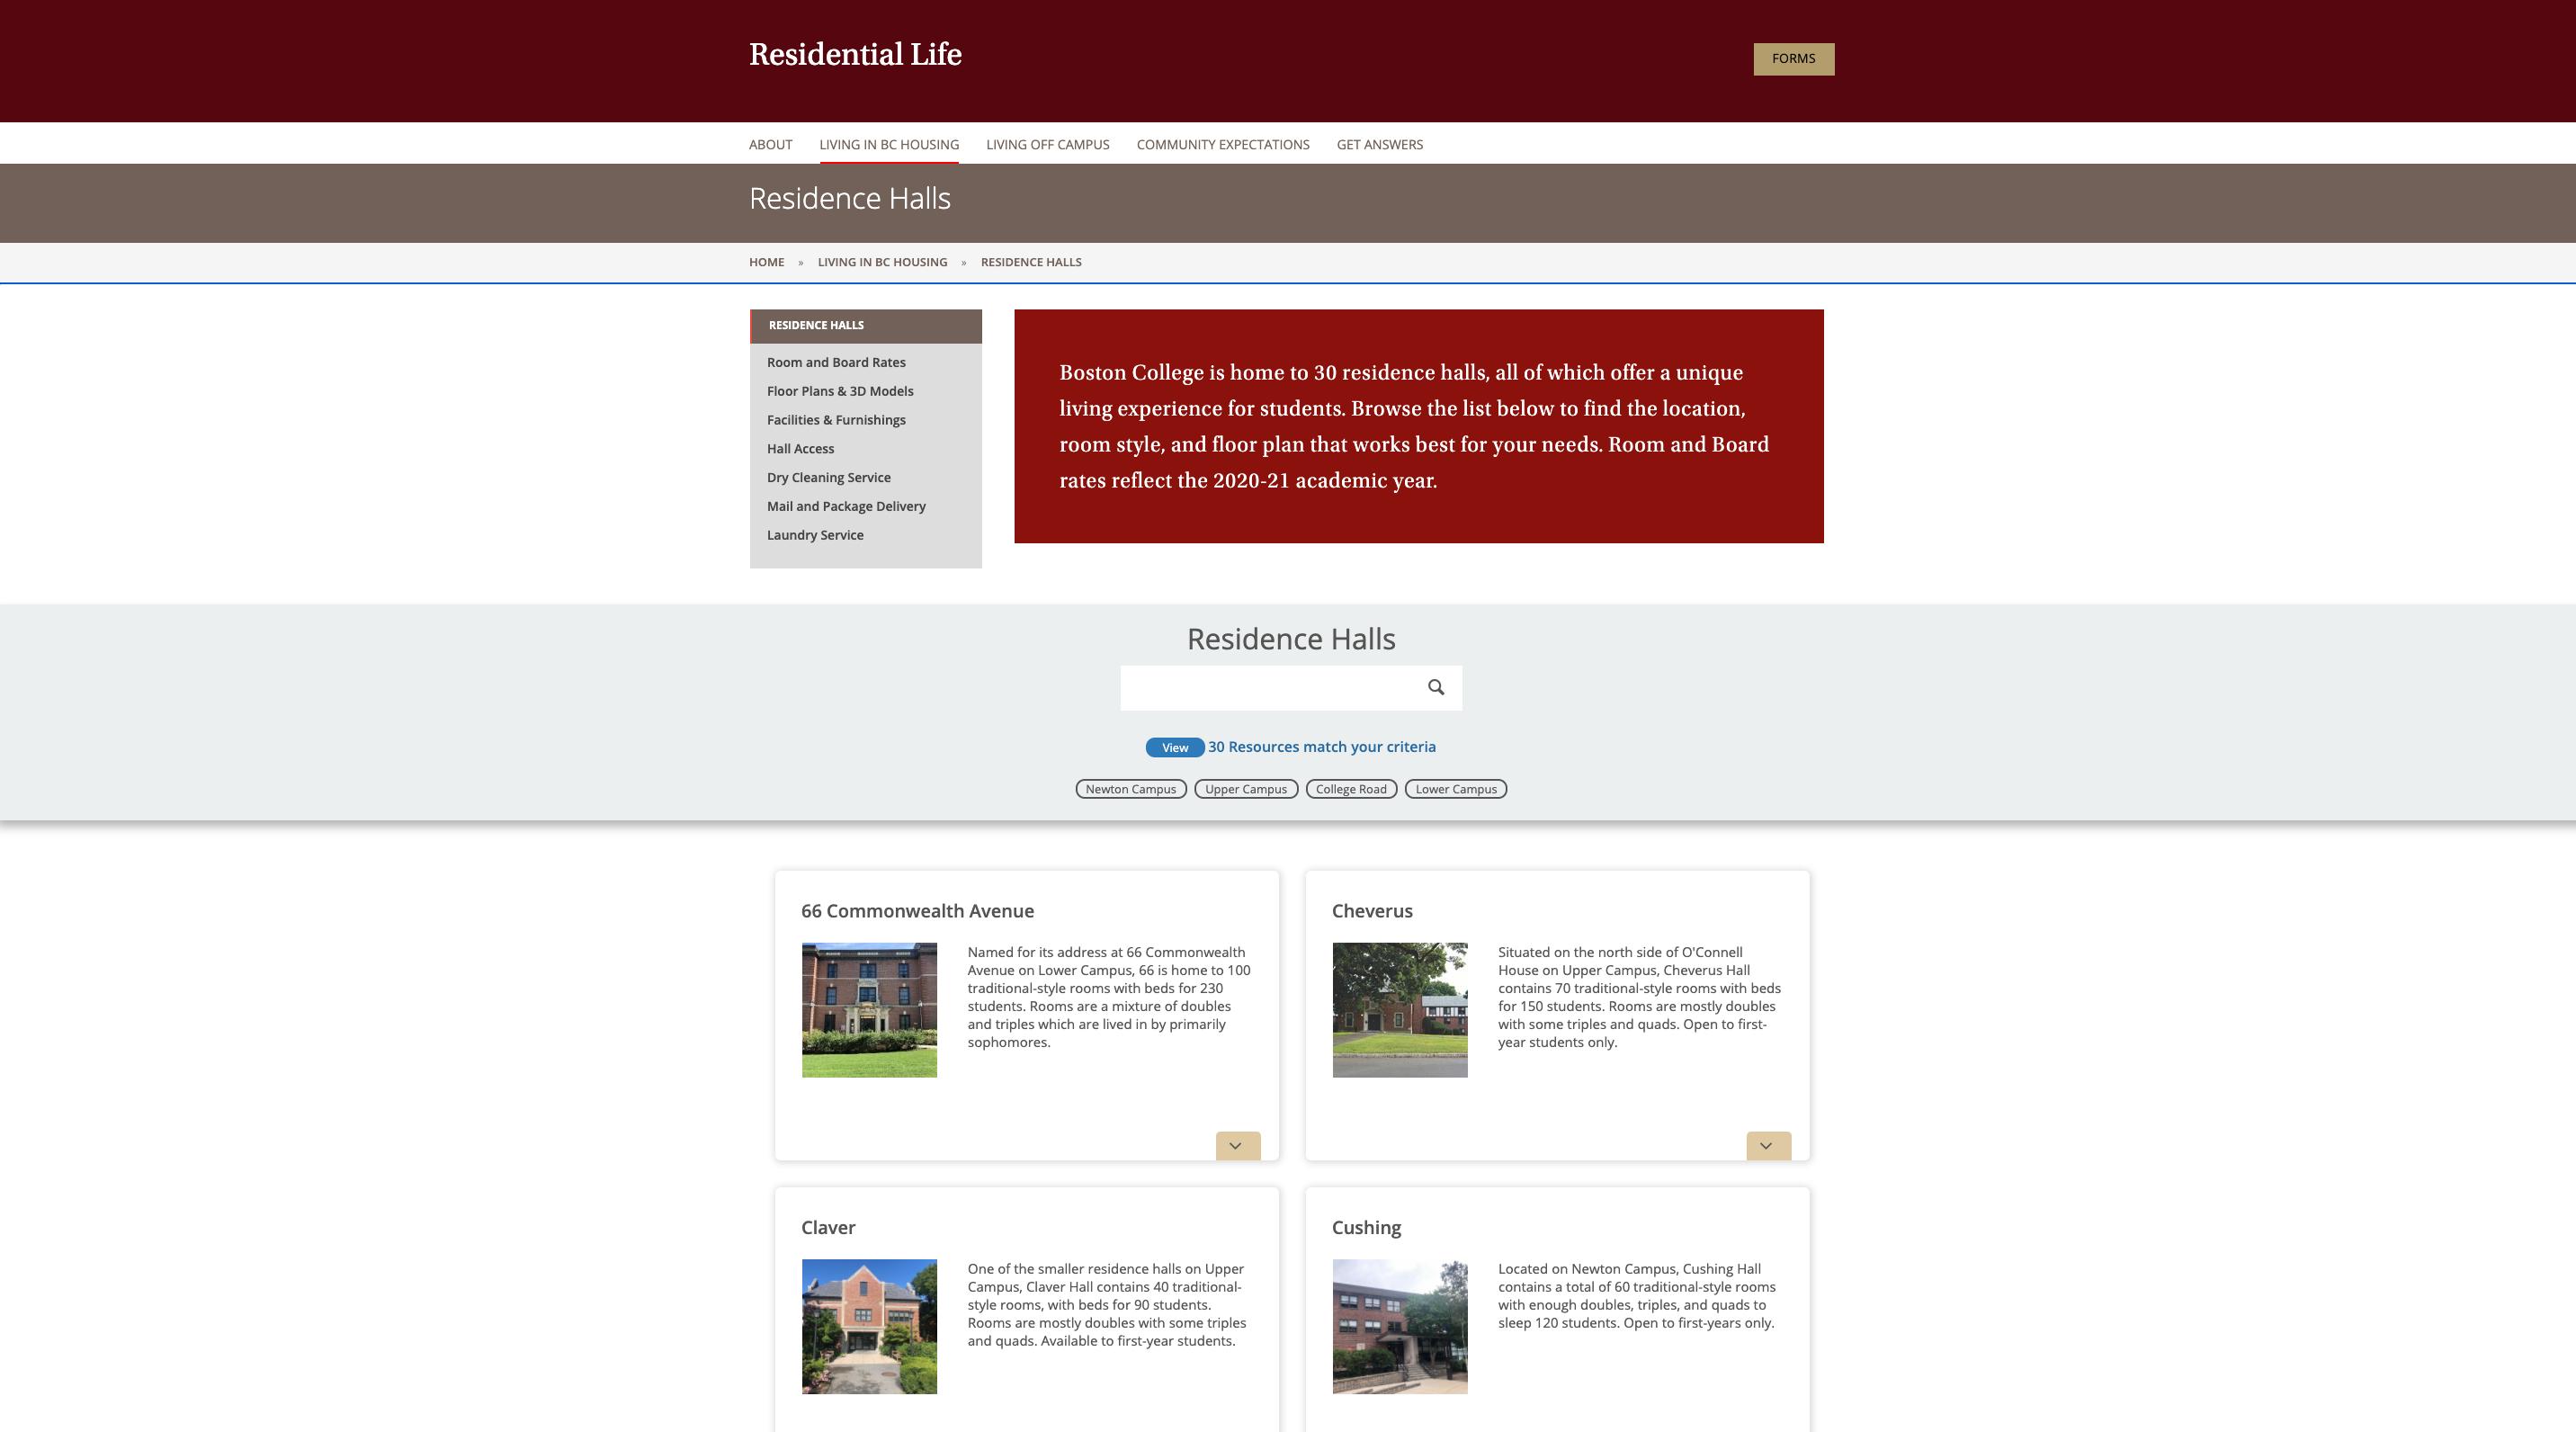 Residential Life
FORMS
ABOUT
LIVING IN BC HOUSING
LIVING OFF CAMPUS
COMMUNITY EXPECTATIONS
GET ANSWERS
Residence Halls
HOME » LIVING IN BC HOUSING » RESIDENCE HALLS
RESIDENCE HALLS
Room and Board Rates
Floor Plans & 3D Models
Facilities & Furnishings
Hall Access
Dry Cleaning Service
Mail and Package Delivery
Laundry Service
Boston College is home to 30 residence halls, all of which offer a unique
living experience for students. Browse the list below to find the location,
room style, and floor plan that works best for your needs. Room and Board
rates reflect the 2020-21 academic year.
Residence Halls
View 30 Resources match your criteria
Newton Campus
Upper Campus
College Road
Lower Campus
66 Commonwealth Avenue
Named for its address at 66 Commonwealth
Avenue on Lower Campus, 66 is home to 100
traditional-style rooms with beds for 230
students. Rooms are a mixture of doubles
and triples which are lived in by primarily
sophomores.
Cheverus
Situated on the north side of O'Connell
House on Upper Campus, Cheverus Hall
contains 70 traditional-style rooms with beds
for 150 students. Rooms are mostly doubles
with some triples and quads. Open to first-
year students only.
Claver
One of the smaller residence halls on Upper
Campus, Claver Hall contains 40 traditional-
style rooms, with beds for 90 students.
Rooms are mostly doubles with some triples
and quads. Available to first-year students.
Cushing
Located on Newton Campus, Cushing Hall
contains a total of 60 traditional-style rooms
with enough doubles, triples, and quads to
sleep 120 students. Open to first-years only.